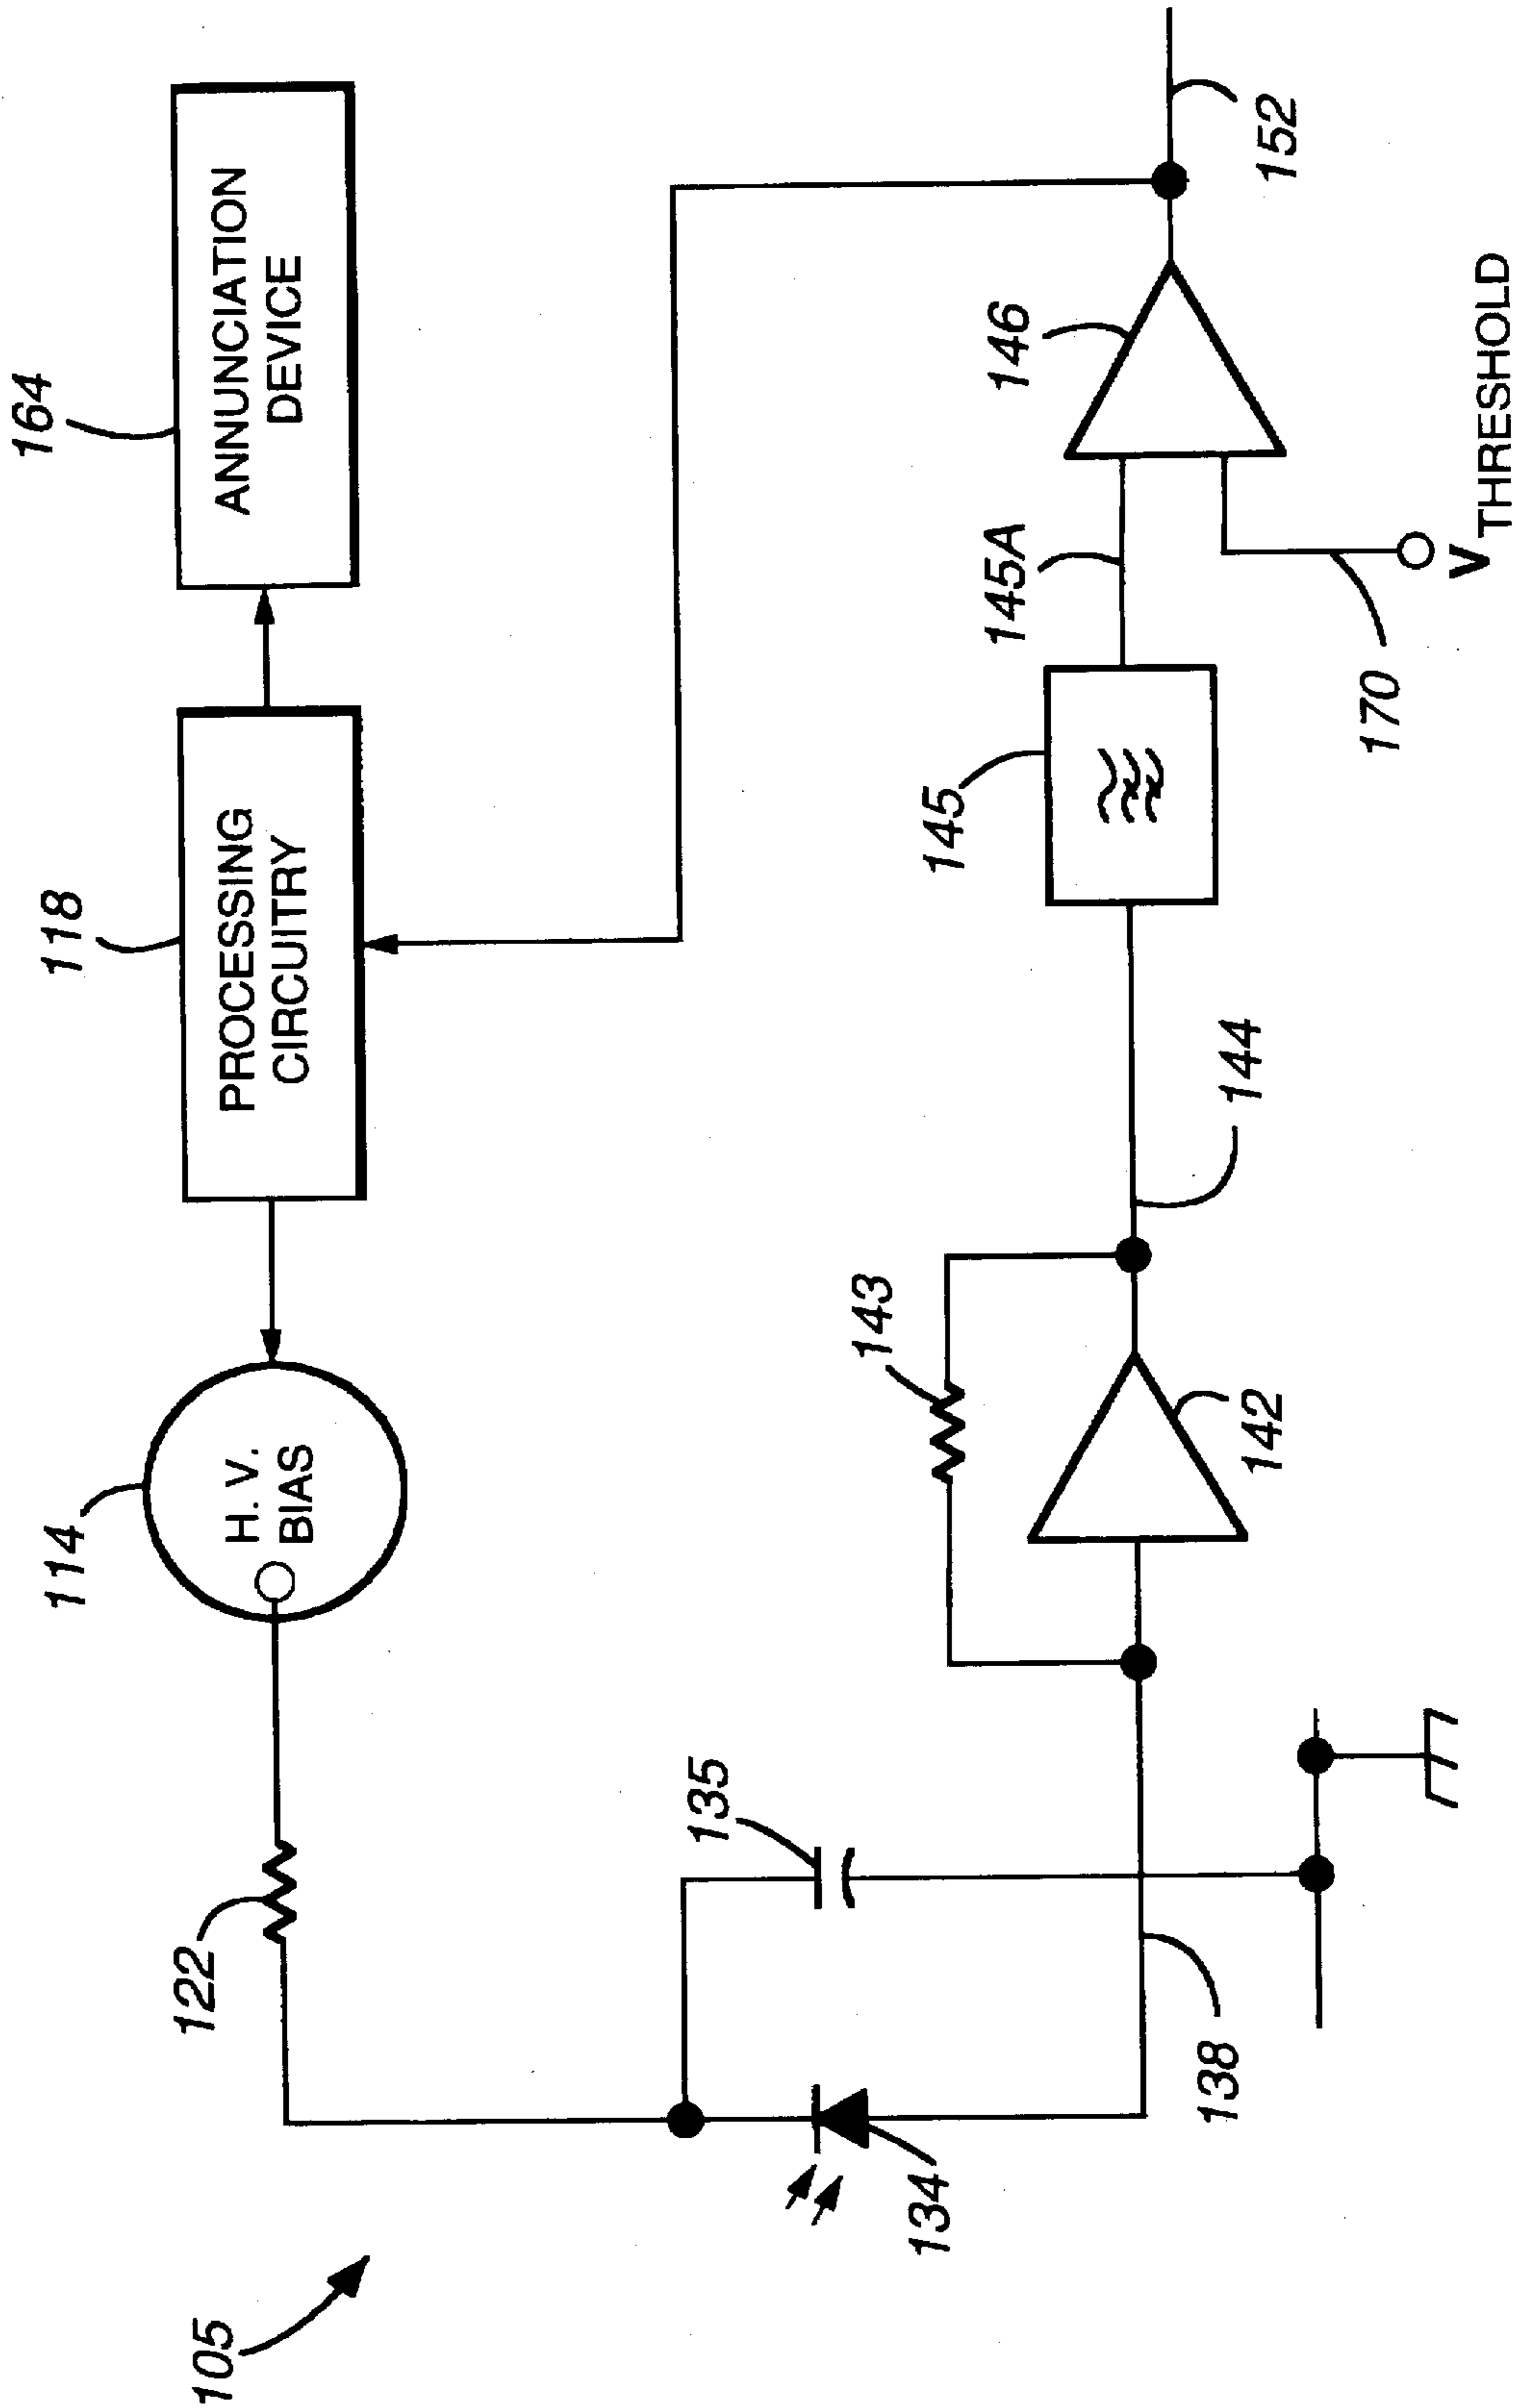 105
122
114
H. V.
BIAS
118
PROCESSING
CIRCUITRY
164
ANNUNCIATION
DEVICE
134
135
138
143
142
144
145
145A
146
170
V THRESHOLD
152